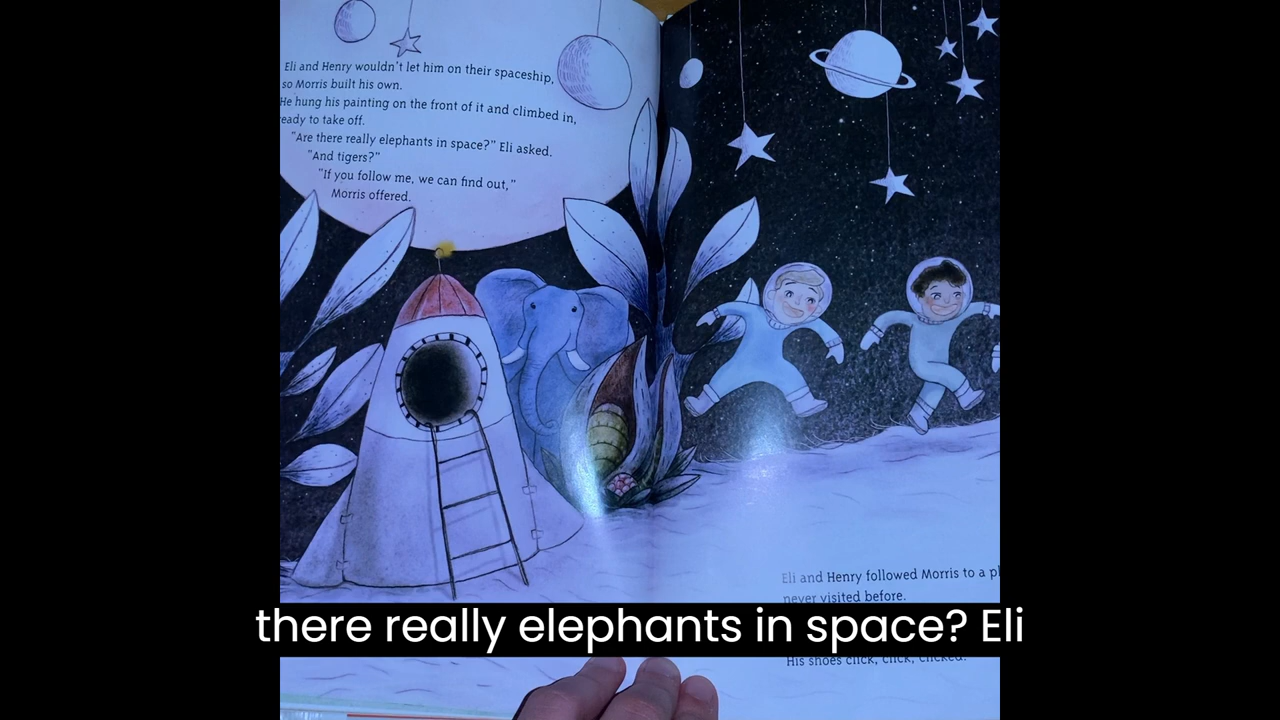 Eli and Henry wouldn't let him on their spaceship,
so Morris built his own.
He hung his painting on the front of it and climbed in,
ready to take off.
"Are there really elephants in space?" Eli asked.
"And tigers?"
"If you follow me, we can find out,"
Morris offered.
Eli and Henry followed Morris to a
never visited before.
there really elephants in space? Eli
His shoes click, click, clicked.